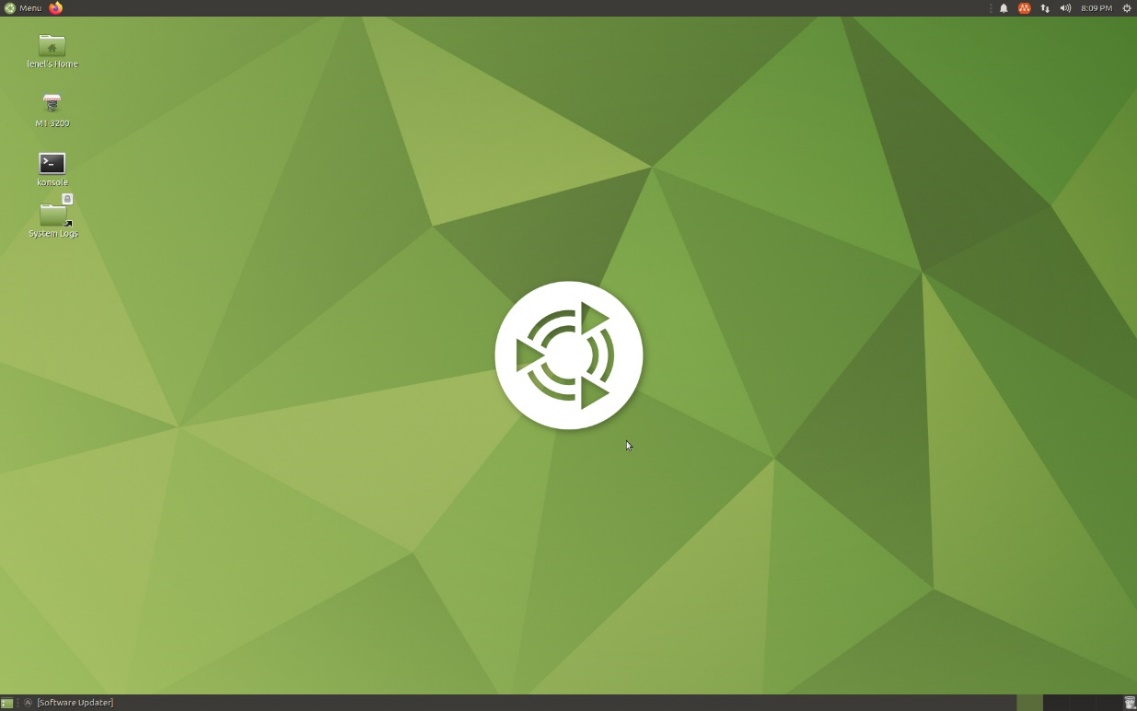 Menu
8:09 PM
lenel's Home
M1-3200
konsole
System Logs
[Software Updater]